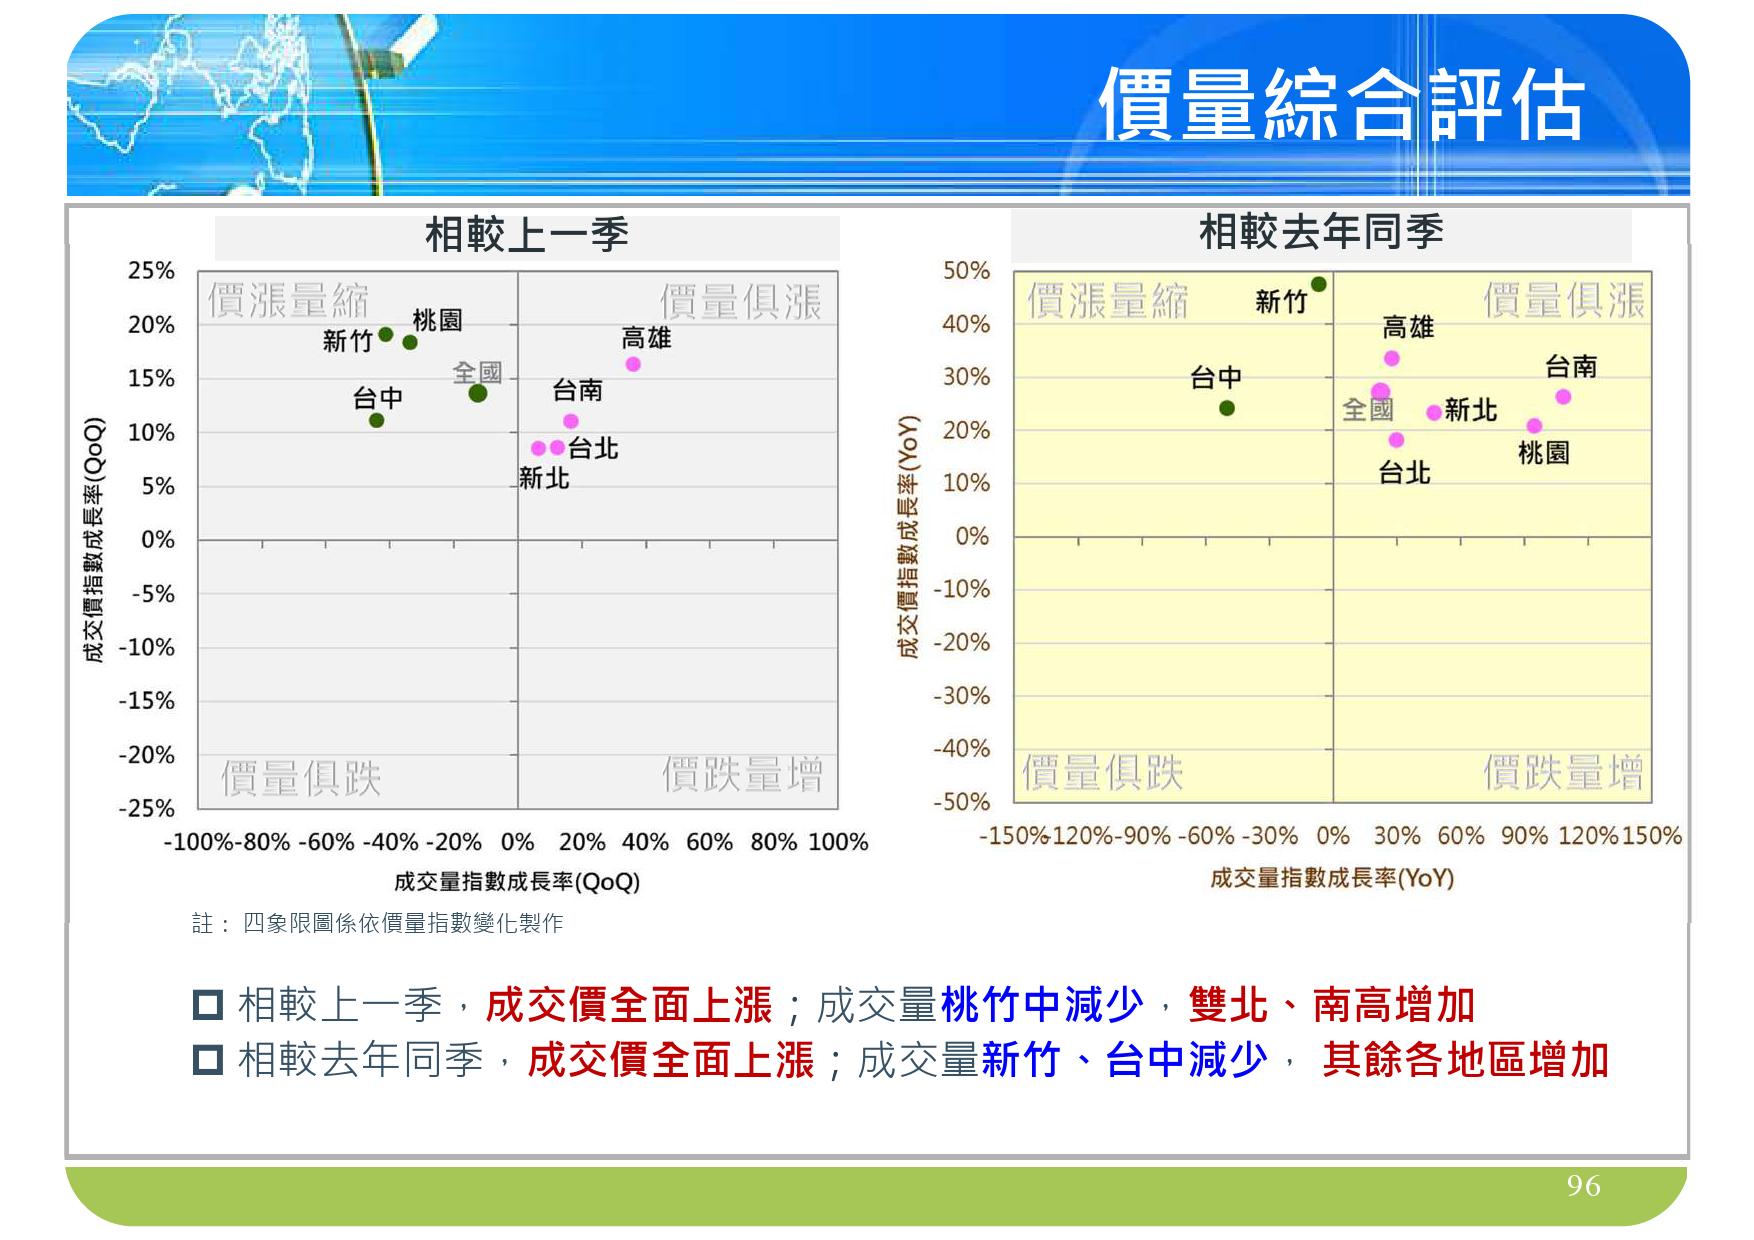 價量綜合評估
相較上一季
25%
20%
15%
10%
5%
0%
-5%
-10%
-15%
-20%
-25%
成交價指數成長率(QoQ)
價漲量縮
價量俱漲
新竹
桃園
高雄
全國
台中
台南
台北
新北
價量俱跌
價跌量增
-100% -80% -60% -40% -20% 0% 20% 40% 60% 80% 100%
成交量指數成長率(QoQ)
相較去年同季
50%
40%
30%
20%
10%
0%
-10%
-20%
-30%
-40%
-50%
成交價指數成長率(YoY)
價漲量縮
價量俱漲
新竹
高雄
台中
台南
全國
新北
台北
桃園
價量俱跌
價跌量增
-150% -120% -90% -60% -30% 0% 30% 60% 90% 120% 150%
成交量指數成長率(YoY)
註： 四象限圖係依價量指數變化製作
相較上一季，成交價全面上漲；成交量桃竹中減少，雙北、南高增加
相較去年同季，成交價全面上漲；成交量新竹、台中減少， 其餘各地區增加
96